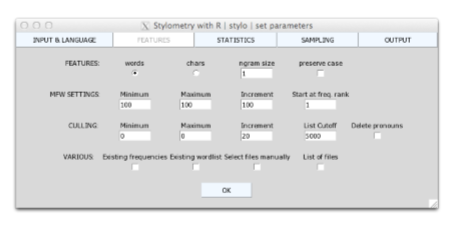 Stylometry with R | stylo | set parameters
INPUT & LANGUAGE FEATURES STATISTICS SAMPLING OUTPUT
FEATURES: words chars ngram size preserve case
1
MFW SETTINGS: Minimum Maximum Increment Start at freq. rank
100 100 100 1
CULLING: Minimum Maximum Increment List Cutoff Delete pronouns
0 0 20 5000
VARIOUS: Existing frequencies Existing wordlist Select files manually List of files
OK